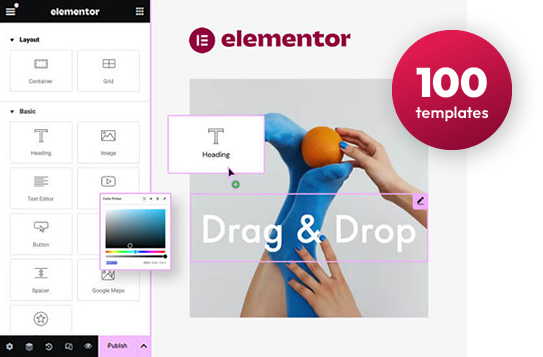 elementor
Layout
Container
Grid
Basic
Heading
Image
Text Editor
Button
Spacer
Google Maps
Color Picker
Publish
elementor
Heading
Drag & Drop
100
templates